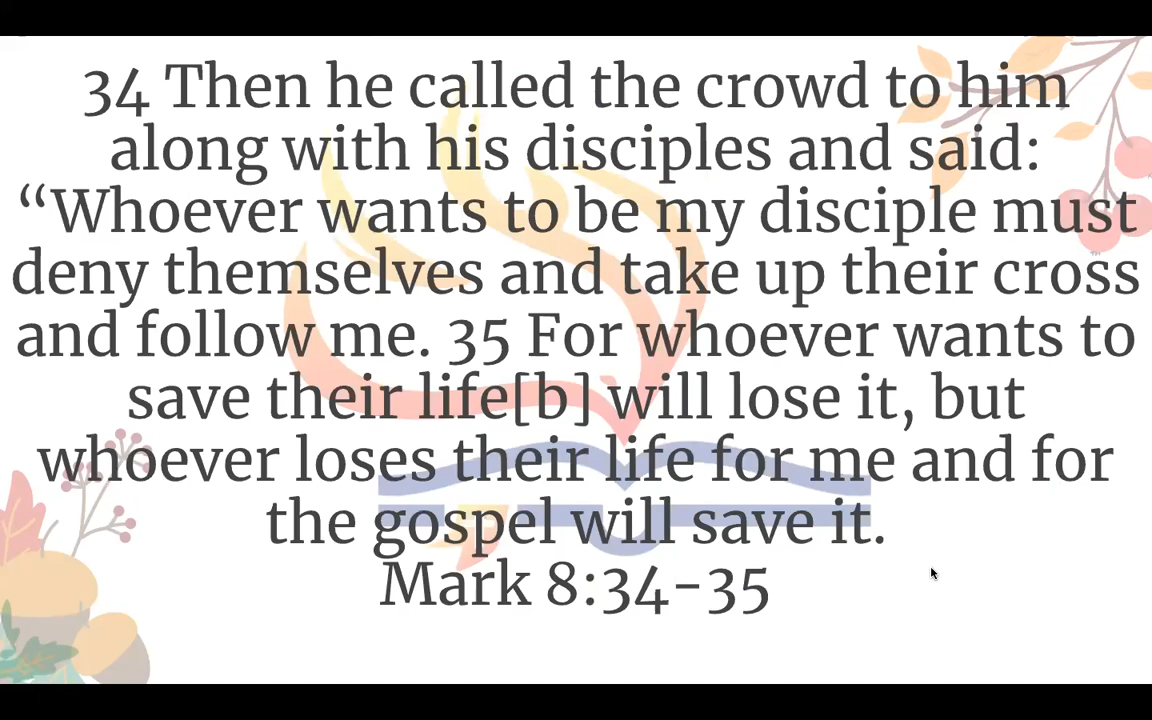 34 Then he called the crowd to him
along with his disciples and said:
“Whoever wants to be my disciple must
deny themselves and take up their cross
and follow me. 35 For whoever wants to
save their life[b] will lose it, but
whoever loses their life for me and for
the gospel will save it.
Mark 8:34-35